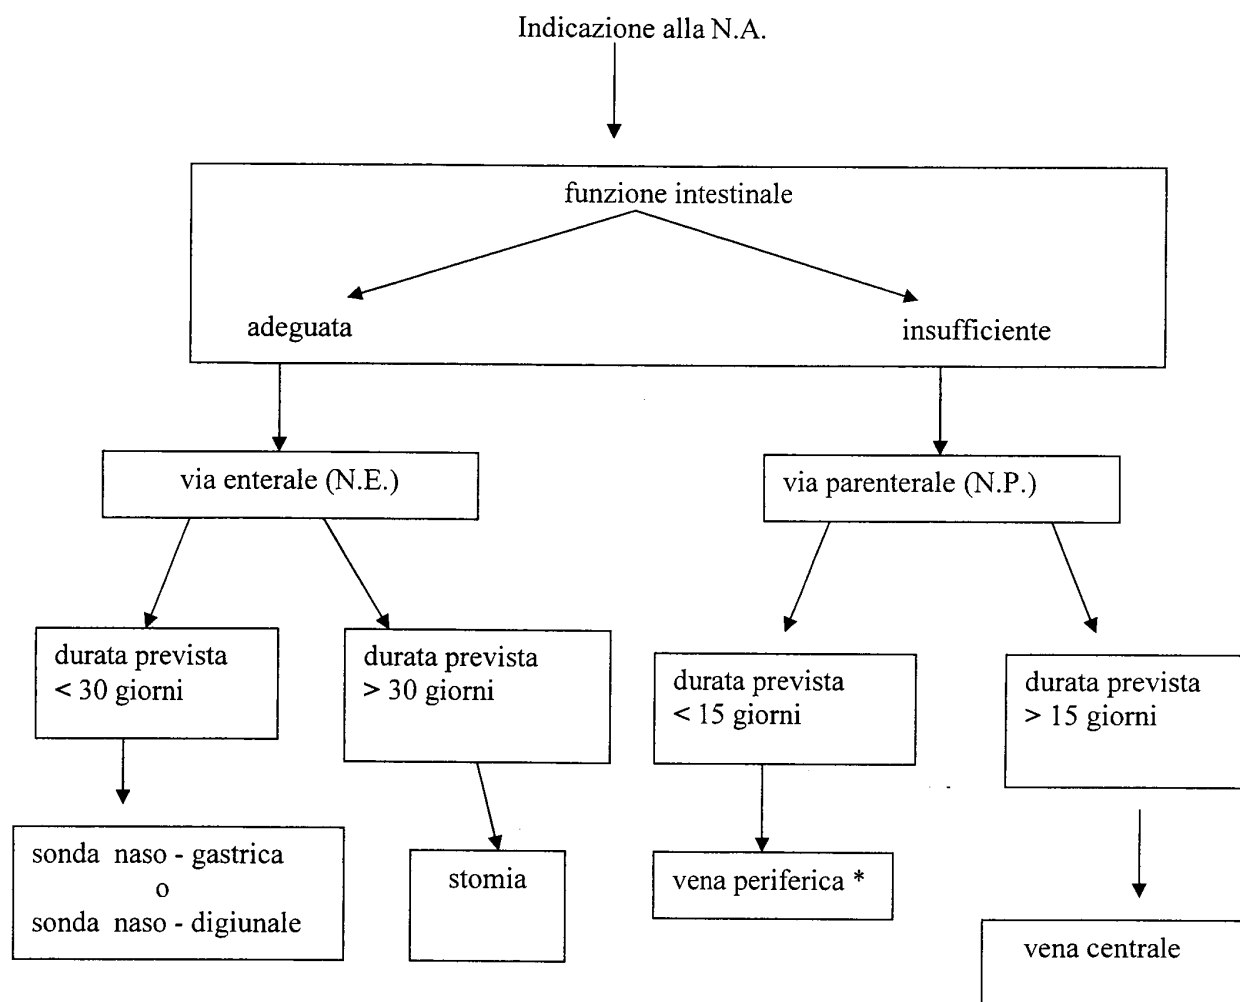 Indicazione alla N.A.
funzione intestinale
adeguata
insufficiente
via enterale (N.E.)
via parenterale (N.P.)
durata prevista
< 30 giorni
durata prevista
> 30 giorni
durata prevista
< 15 giorni
durata prevista
> 15 giorni
sonda naso - gastrica
o
sonda naso - digiunale
stomia
vena periferica *
vena centrale